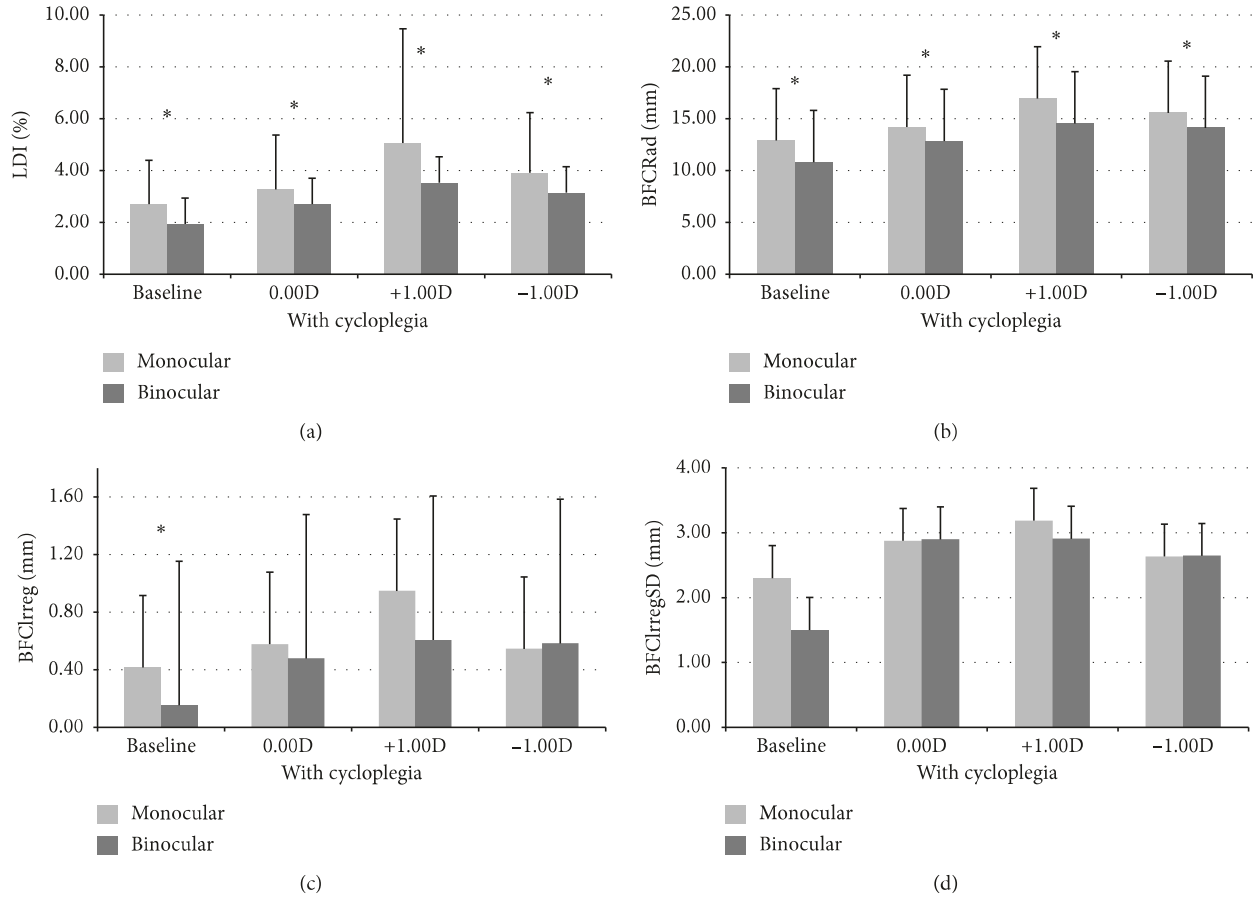 10.00
8.00
6.00
4.00
2.00
0.00
LDI (%)
* * * *
Baseline 0.00D +1.00D −1.00D
With cycloplegia
Monocular
Binocular
(a)
25.00
20.00
15.00
10.00
5.00
0.00
BFCRad (mm)
* * * *
Baseline 0.00D +1.00D −1.00D
With cycloplegia
Monocular
Binocular
(b)
1.60
1.20
0.80
0.40
0.00
BFCIrreg (mm)
*
Baseline 0.00D +1.00D −1.00D
With cycloplegia
Monocular
Binocular
(c)
4.00
3.00
2.00
1.00
0.00
BFCIrregSD (mm)
Baseline 0.00D +1.00D −1.00D
With cycloplegia
Monocular
Binocular
(d)